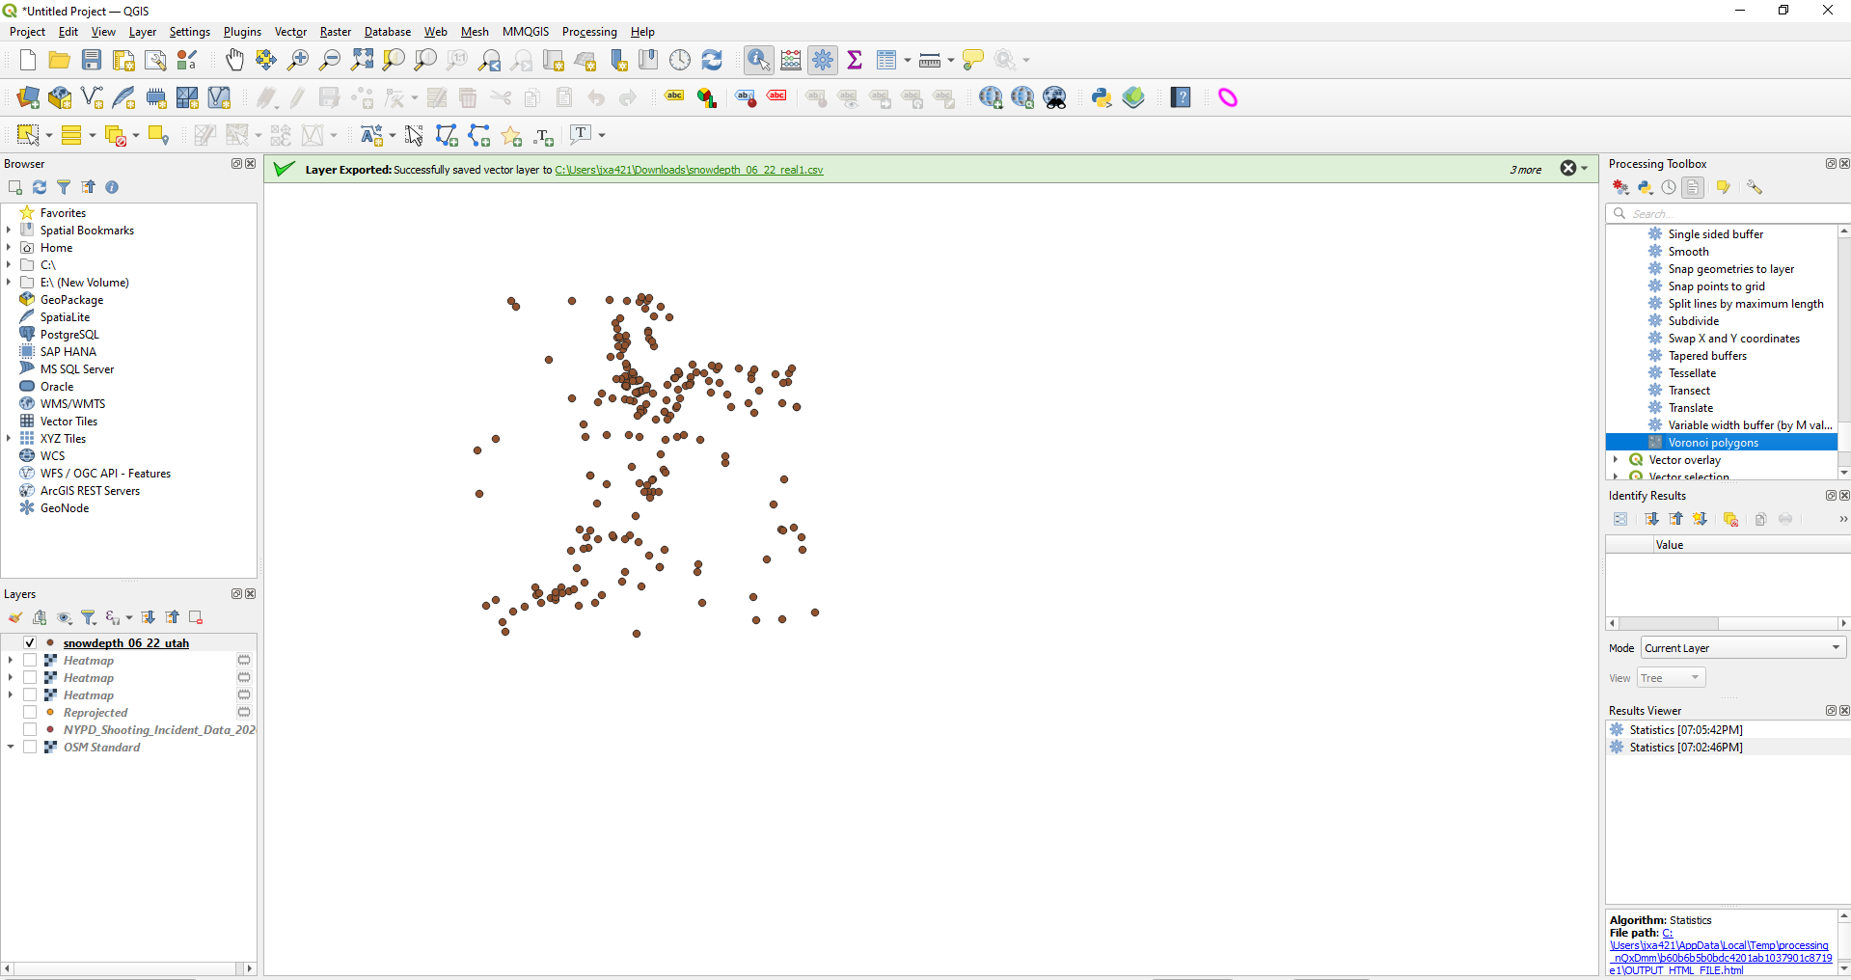 *Untitled Project — QGIS
Project Edit View Layer Settings Plugins Vector Raster Database Web Mesh MMQGIS Processing Help
Browser
Favorites
Spatial Bookmarks
Home
C:\
E:\ (New Volume)
GeoPackage
SpatiaLite
PostgreSQL
SAP HANA
MS SQL Server
Oracle
WMS/WMTS
Vector Tiles
XYZ Tiles
WCS
WFS / OGC API - Features
ArcGIS REST Servers
GeoNode
Layers
snowdepth_06_22_utah
Heatmap
Heatmap
Heatmap
Reprojected
NYPD_Shooting_Incident_Data_202
OSM Standard
Layer Exported: Successfully saved vector layer to C:\Users\jxa421\Downloads\snowdepth_06_22_real1.csv
3 more
Processing Toolbox
Search...
Single sided buffer
Smooth
Snap geometries to layer
Snap points to grid
Split lines by maximum length
Subdivide
Swap X and Y coordinates
Tapered buffers
Tessellate
Transect
Translate
Variable width buffer (by M val...
Voronoi polygons
Vector overlay
Vector selection
Identify Results
Value
Mode Current Layer
View Tree
Results Viewer
Statistics [07:05:42PM]
Statistics [07:02:46PM]
Algorithm: Statistics
File path: C:
\Users\jxa421\AppData\Local\Temp\processing
_nQxDmm\b60b6b5b0bdc4201ab1037901c8719
e1\OUTPUT_HTML_FILE.html